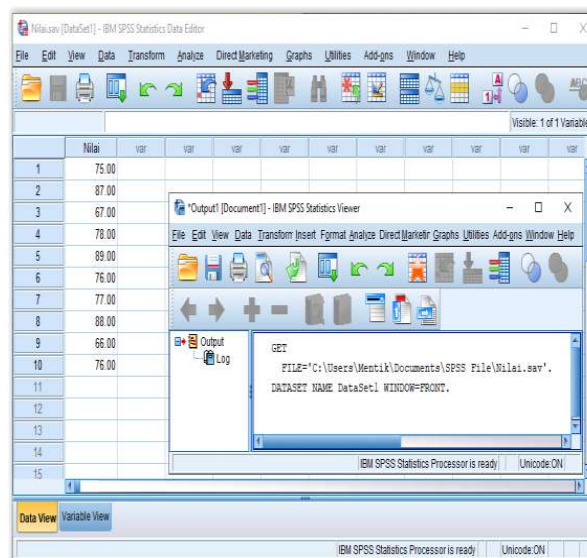 Nilai.sav [DataSet1] - IBM SPSS Statistics Data Editor
File Edit View Data Transform Analyze Direct Marketing Graphs Utilities Add-ons Window Help
Visible: 1 of 1 Variable
Nilai var var var var var var var var var var
1 75.00
2 87.00
3 67.00
4 78.00
5 89.00
6 76.00
7 77.00
8 88.00
9 66.00
10 76.00
11
12
13
14
15
*Output1 [Document1] - IBM SPSS Statistics Viewer
File Edit View Data Transform Insert Format Analyze Direct Marketir Graphs Utilities Add-ons Window Help
Output
Log
GET
FILE='C:\Users\Mentik\Documents\SPSS File\Nilai.sav'.
DATASET NAME DataSet1 WINDOW=FRONT.
IBM SPSS Statistics Processor is ready Unicode:ON
Data View Variable View
IBM SPSS Statistics Processor is ready Unicode:ON